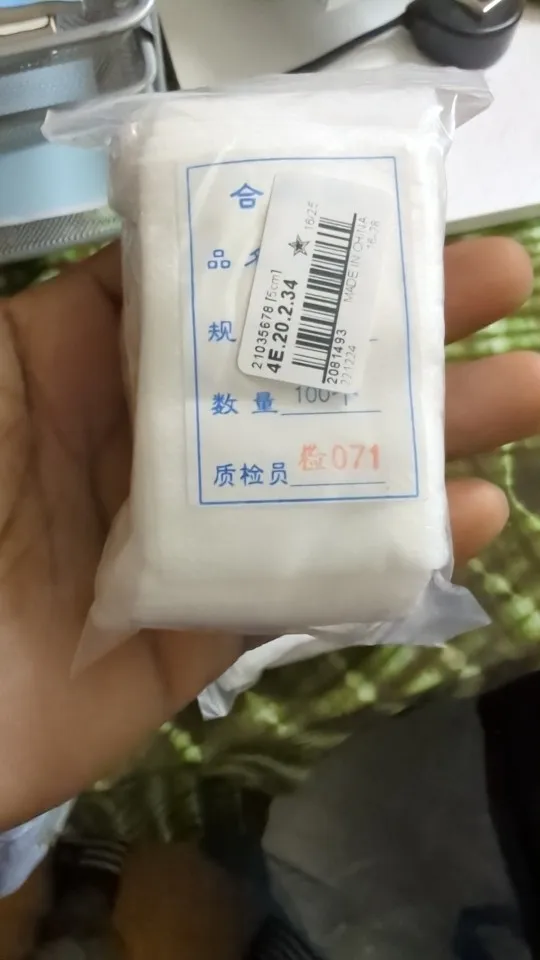 合
品
规
数量 100
质检员 检071
21035678 [5cm]
4E.20.2.34
2081493
MADE IN CHINA